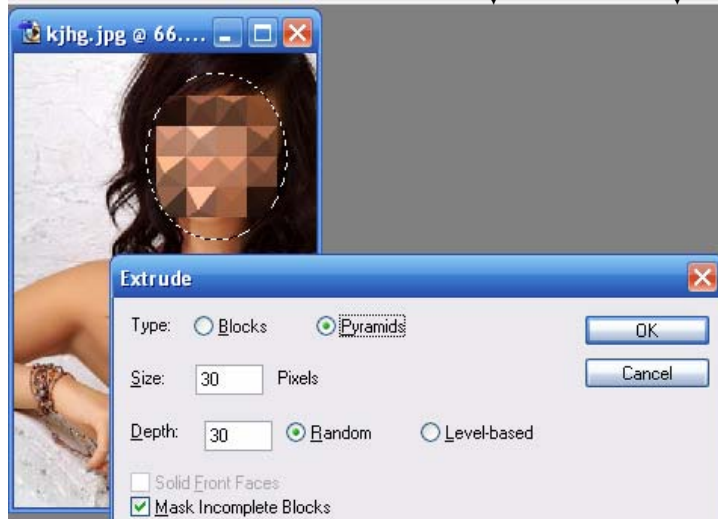 kjhg.jpg @ 66....
Extrude
Type: Blocks Pyramids OK
Size: 30 Pixels Cancel
Depth: 30 Random Level-based
Solid Front Faces
Mask Incomplete Blocks